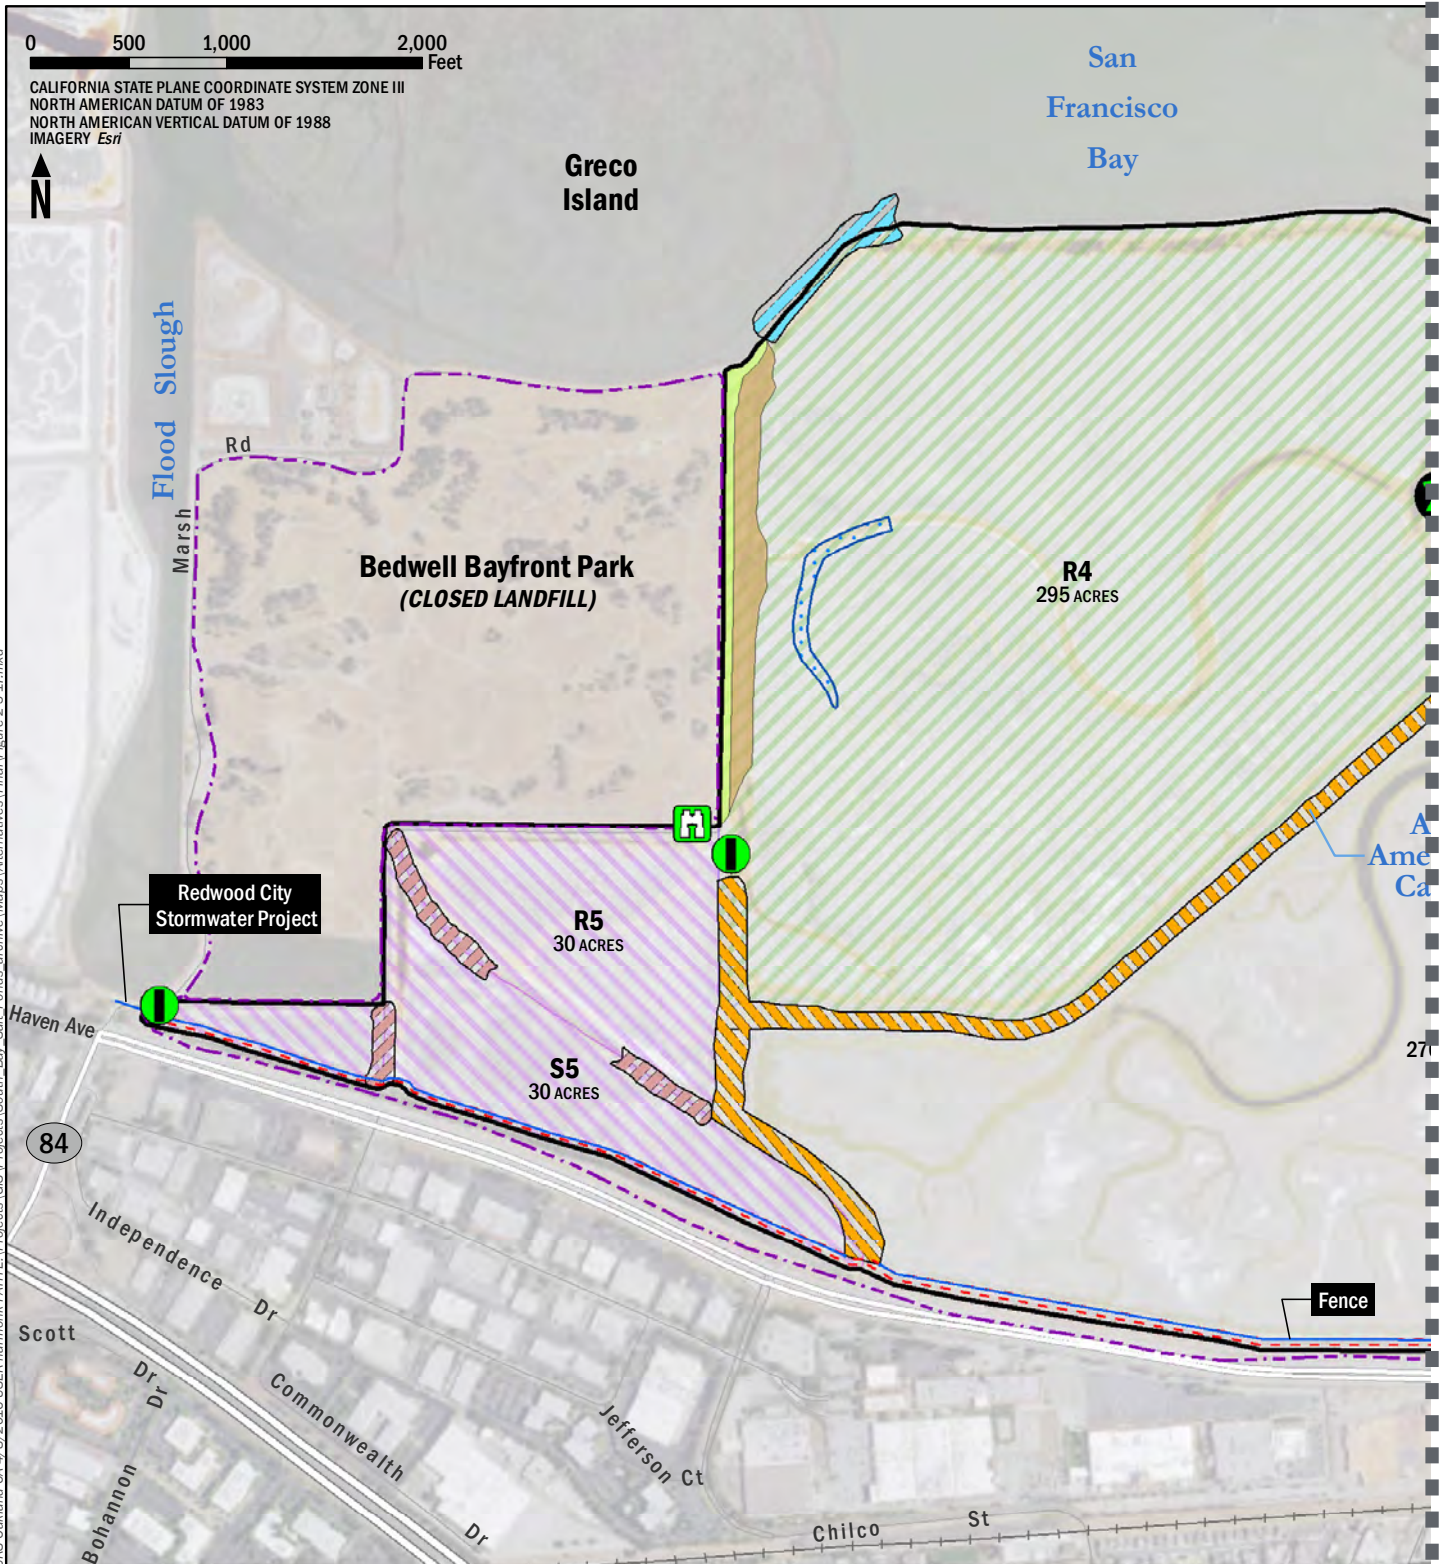 0 500 1,000 2,000
Feet
CALIFORNIA STATE PLANE COORDINATE SYSTEM ZONE III
NORTH AMERICAN DATUM OF 1983
NORTH AMERICAN VERTICAL DATUM OF 1988
IMAGERY Esri
N
San
Francisco
Bay
Greco
Island
Flood Slough
Rd
Marsh
Bedwell Bayfront Park
(CLOSED LANDFILL)
R4
295 ACRES
A
Ame
Ca
Redwood City
Stormwater Project
R5
30 ACRES
S5
30 ACRES
Haven Ave
84
Independence Dr
Scott
Dr
Dr
Commonwealth
Dr
Bohannon
Jefferson Ct
Chilco St
Fence